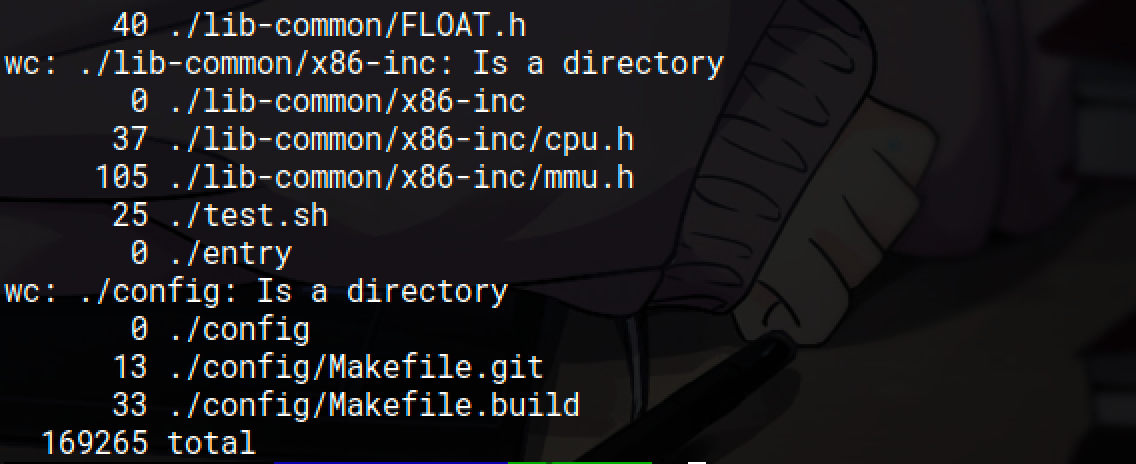 40 ./lib-common/FLOAT.h
wc: ./lib-common/x86-inc: Is a directory
0 ./lib-common/x86-inc
37 ./lib-common/x86-inc/cpu.h
105 ./lib-common/x86-inc/mmu.h
25 ./test.sh
0 ./entry
wc: ./config: Is a directory
0 ./config
13 ./config/Makefile.git
33 ./config/Makefile.build
169265 total